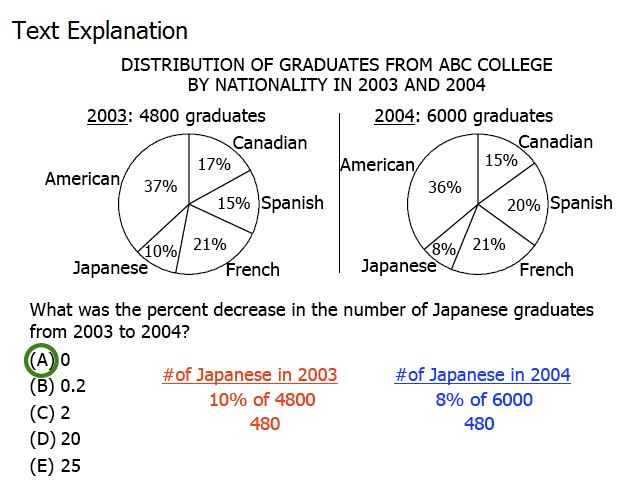 Text Explanation
DISTRIBUTION OF GRADUATES FROM ABC COLLEGE
BY NATIONALITY IN 2003 AND 2004
2003: 4800 graduates
Canadian
17%
American
37%
15%
Spanish
10%
21%
Japanese
French
2004: 6000 graduates
Canadian
American
15%
36%
20%
Spanish
8%
21%
Japanese
French
What was the percent decrease in the number of Japanese graduates
from 2003 to 2004?
(A) 0
(B) 0.2
(C) 2
(D) 20
(E) 25
#of Japanese in 2003
10% of 4800
480
#of Japanese in 2004
8% of 6000
480